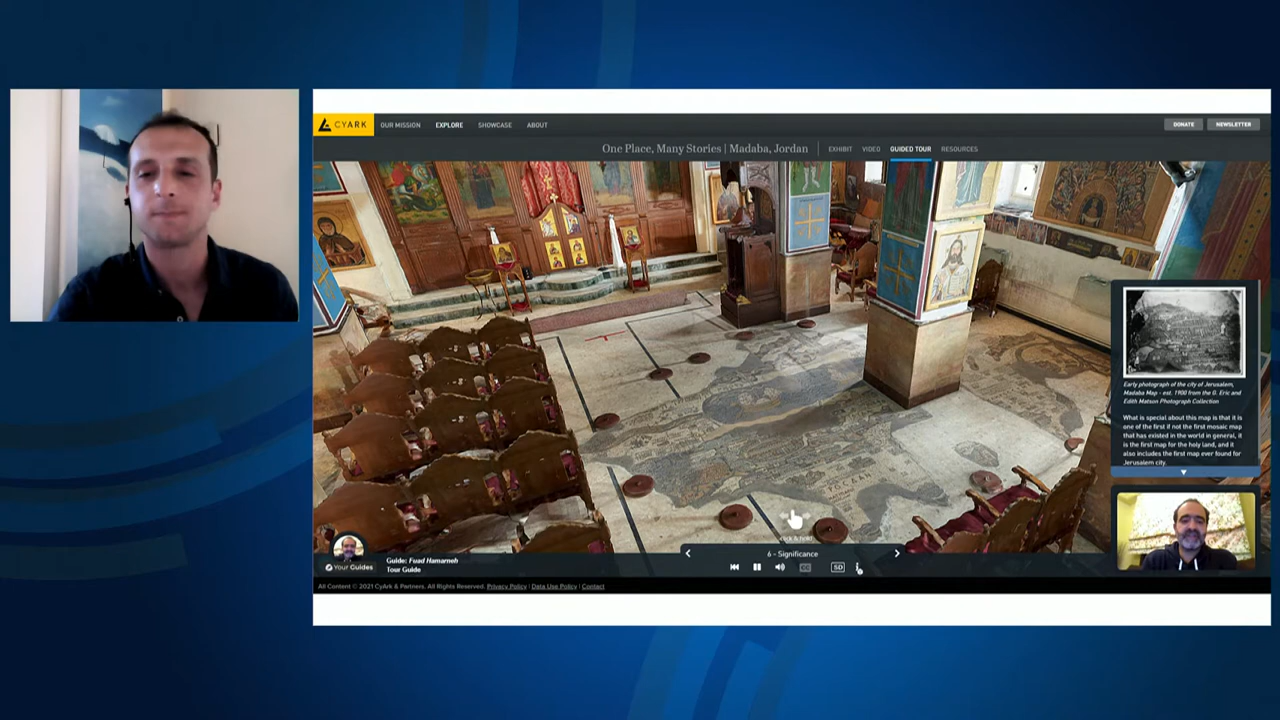 CYARK
OUR MISSION
EXPLORE
SHOWCASE
ABOUT
DONATE
NEWSLETTER
One Place, Many Stories | Madaba, Jordan
EXHIBIT
VIDEO
GUIDED TOUR
RESOURCES
Early photograph of the city of Jerusalem,
Madaba Map - est. 1900 from the G. Eric and
Edith Matson Photograph Collection
What is special about this map is that it is
one of the first if not the first mosaic map
that has existed in the world in general, it
is the first map for the holy land, and it
also includes the first map ever found for
Jerusalem city.
click & hold
6 - Significance
CC
SD
Your Guides
Guide: Fuad Hamarneh
Tour Guide
All Content © 2021 CyArk & Partners. All Rights Reserved. Privacy Policy | Data Use Policy | Contact